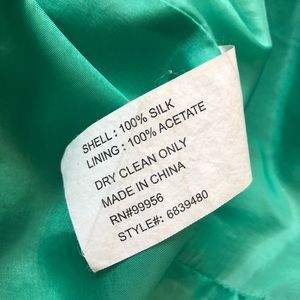 SHELL : 100% SILK
LINING : 100% ACETATE
DRY CLEAN ONLY
MADE IN CHINA
RN#99956
STYLE#: 6839480